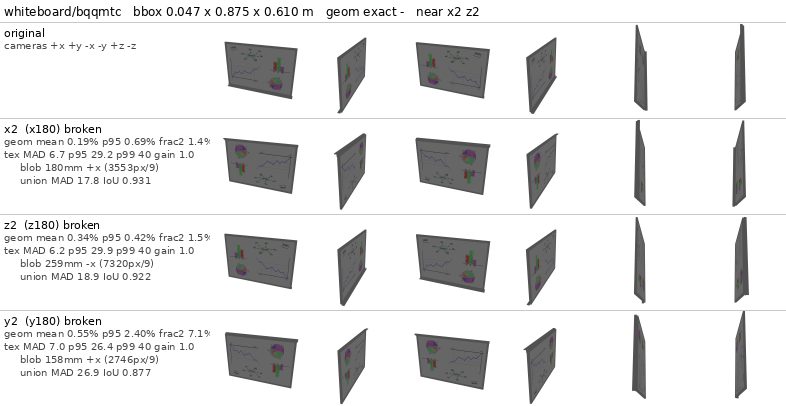 whiteboard/bqqmtc   bbox 0.047 x 0.875 x 0.610 m   geom exact -   near x2 z2
original
cameras +x +y -x -y +z -z
x2  (x180) broken
geom mean 0.19% p95 0.69% frac2 1.4%
tex MAD 6.7 p95 29.2 p99 40 gain 1.0
blob 180mm +x (3553px/9)
union MAD 17.8 IoU 0.931
z2  (z180) broken
geom mean 0.34% p95 0.42% frac2 1.5%
tex MAD 6.2 p95 29.9 p99 40 gain 1.0
blob 259mm -x (7320px/9)
union MAD 18.9 IoU 0.922
y2  (y180) broken
geom mean 0.55% p95 2.40% frac2 7.1%
tex MAD 7.0 p95 26.4 p99 40 gain 1.0
blob 158mm +x (2746px/9)
union MAD 26.9 IoU 0.877